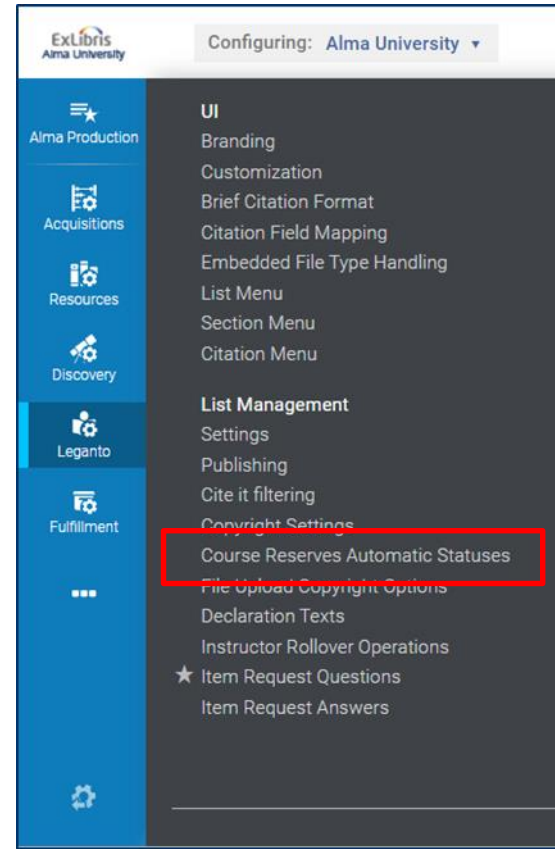 ExLibris
Alma University
Configuring: Alma University
Alma Production
Acquisitions
Resources
Discovery
Leganto
Fulfillment
UI
Branding
Customization
Brief Citation Format
Citation Field Mapping
Embedded File Type Handling
List Menu
Section Menu
Citation Menu
List Management
Settings
Publishing
Cite it filtering
Copyright Settings
Course Reserves Automatic Statuses
File Upload Copyright Options
Declaration Texts
Instructor Rollover Operations
Item Request Questions
Item Request Answers